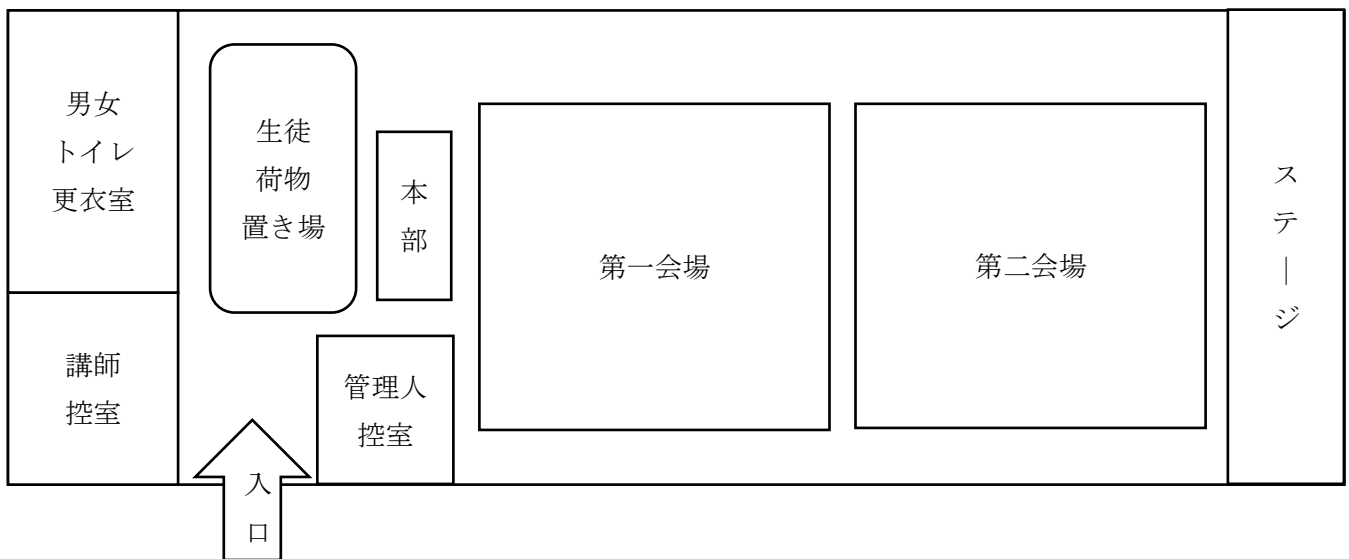 男女
トイレ
更衣室
生徒
荷物
置き場
本
部
第一会場
第二会場
ス
テ
｜
ジ
講師
控室
管理人
控室
入
口